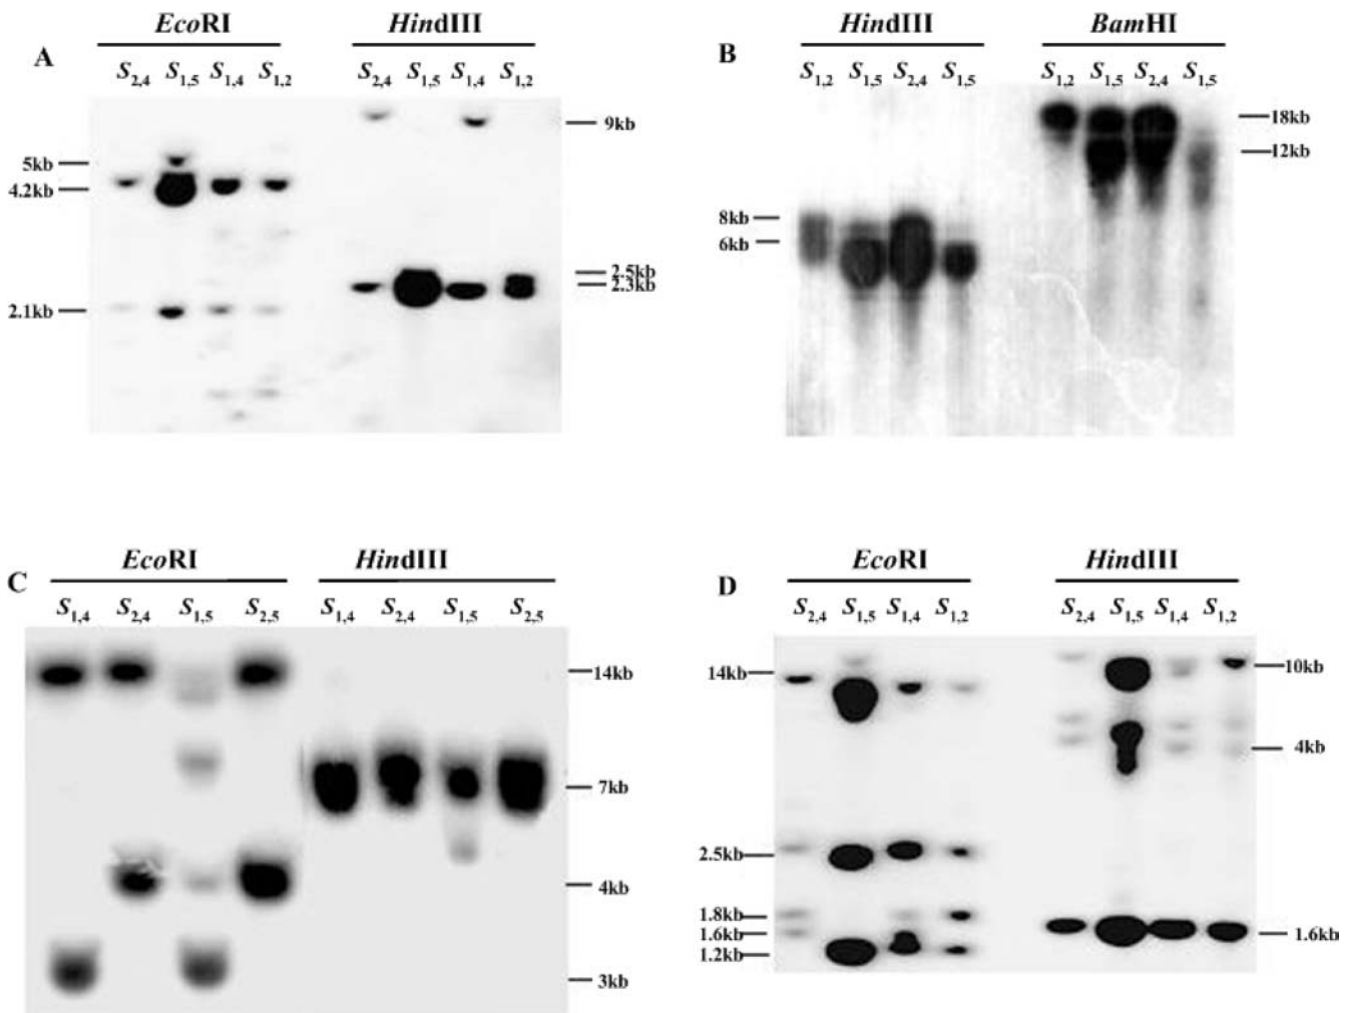 A
EcoRI HindIII
S2,4 S1,5 S1,4 S1,2 S2,4 S1,5 S1,4 S1,2
9kb
5kb
4.2kb
2.5kb
2.3kb
2.1kb
B
HindIII BamHI
S1,2 S1,5 S2,4 S1,5 S1,2 S1,5 S2,4 S1,5
18kb
12kb
8kb
6kb
C
EcoRI HindIII
S1,4 S2,4 S1,5 S2,5 S1,4 S2,4 S1,5 S2,5
14kb
7kb
4kb
3kb
D
EcoRI HindIII
S2,4 S1,5 S1,4 S1,2 S2,4 S1,5 S1,4 S1,2
14kb
10kb
4kb
2.5kb
1.8kb
1.6kb
1.6kb
1.2kb